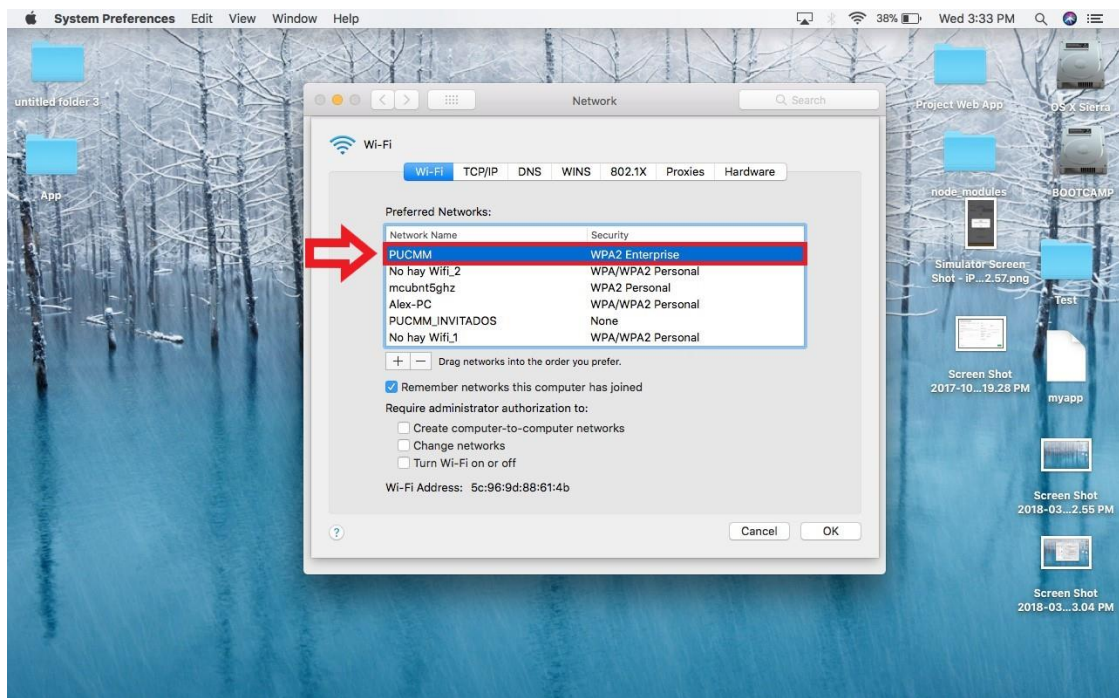 System Preferences Edit View Window Help 38% Wed 3:33 PM
untitled folder 3
App
Network
Search
Wi-Fi
Wi-Fi TCP/IP DNS WINS 802.1X Proxies Hardware
Preferred Networks:
Network Name Security
PUCMM WPA2 Enterprise
No hay Wifi_2 WPA/WPA2 Personal
mcubnt5ghz WPA2 Personal
Alex-PC WPA/WPA2 Personal
PUCMM_INVITADOS None
No hay Wifi_1 WPA/WPA2 Personal
+ − Drag networks into the order you prefer.
Remember networks this computer has joined
Require administrator authorization to:
Create computer-to-computer networks
Change networks
Turn Wi-Fi on or off
Wi-Fi Address: 5c:96:9d:88:61:4b
? Cancel OK
Project Web App
OS X Sierra
node_modules
BOOTCAMP
Simulator Screen
Shot - iP...2.57.png
Test
Screen Shot
2017-10...19.28 PM
myapp
Screen Shot
2018-03...2.55 PM
Screen Shot
2018-03...3.04 PM